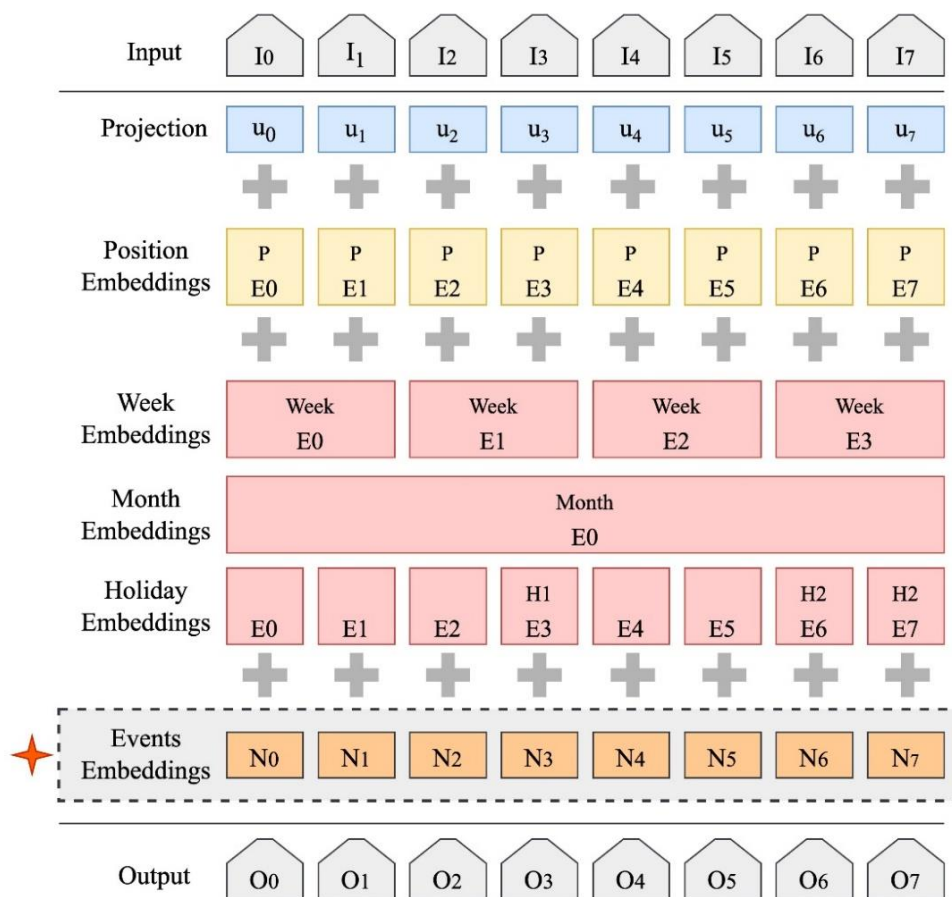 Input I0 I1 I2 I3 I4 I5 I6 I7
Projection u0 u1 u2 u3 u4 u5 u6 u7
Position Embeddings
P P P P P P P P
E0 E1 E2 E3 E4 E5 E6 E7
Week Embeddings
Week Week Week Week
E0 E1 E2 E3
Month Embeddings
Month
E0
Holiday Embeddings
H1 H2 H2
E0 E1 E2 E3 E4 E5 E6 E7
Events Embeddings
N0 N1 N2 N3 N4 N5 N6 N7
Output O0 O1 O2 O3 O4 O5 O6 O7